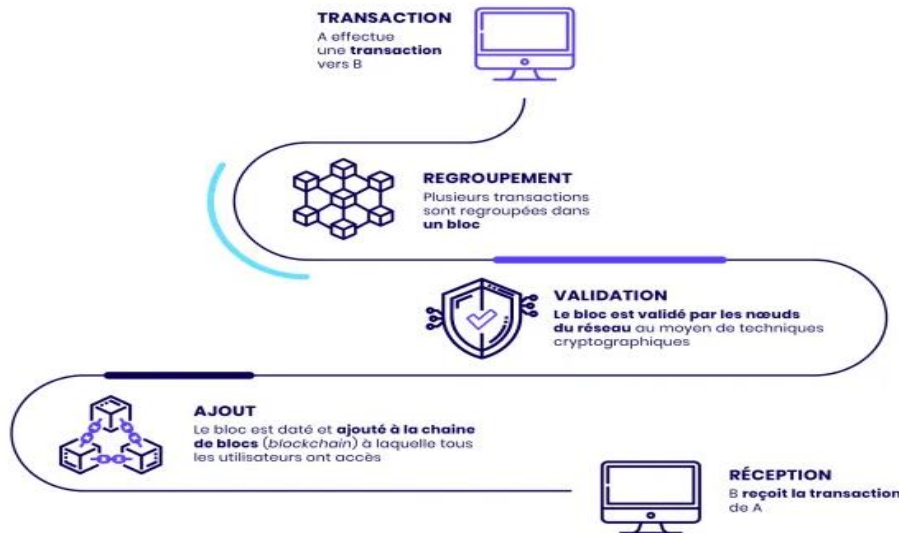 TRANSACTION
A effectue
une transaction
vers B
REGROUPEMENT
Plusieurs transactions
sont regroupées dans
un bloc
VALIDATION
Le bloc est validé par les nœuds
du réseau au moyen de techniques
cryptographiques
AJOUT
Le bloc est daté et ajouté à la chaine
de blocs (blockchain) à laquelle tous
les utilisateurs ont accès
RÉCEPTION
B reçoit la transaction
de A